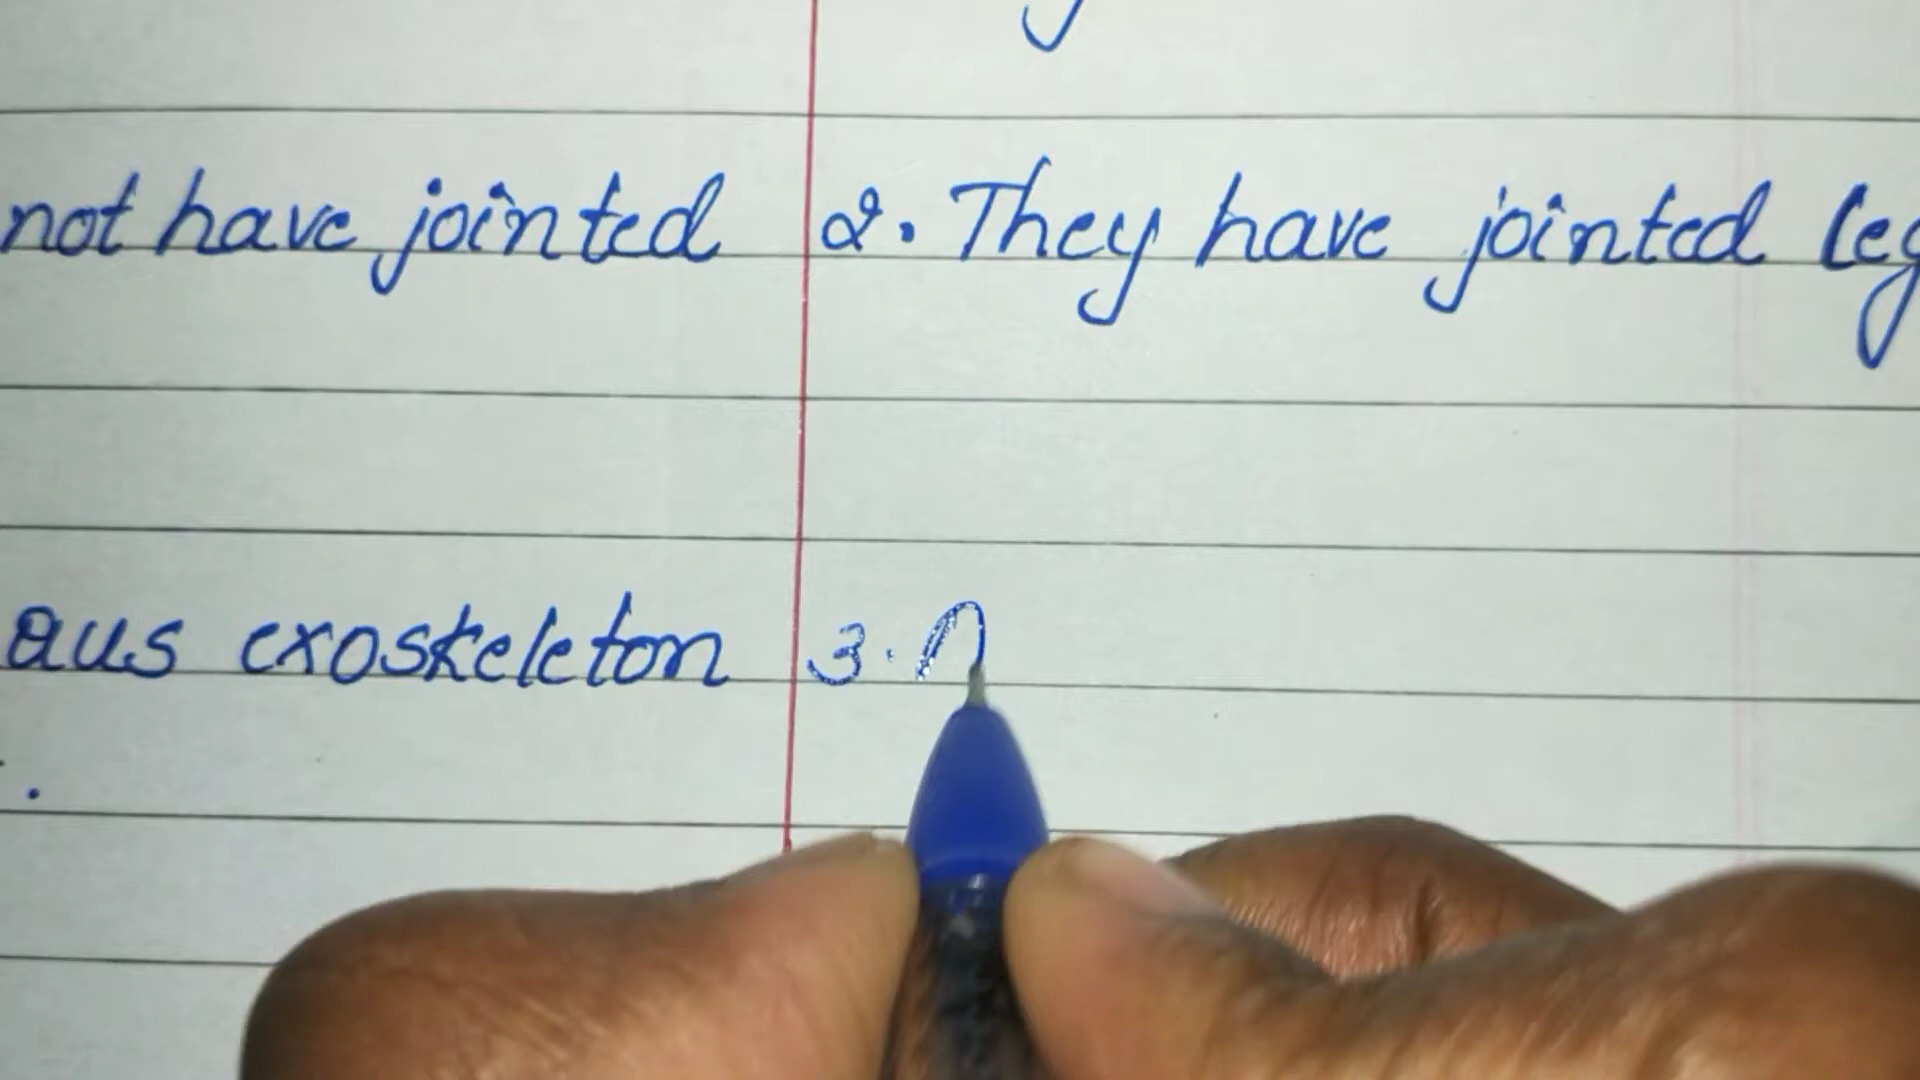 not have jointed
2. They have jointed leg
aus exoskeleton
3.
.